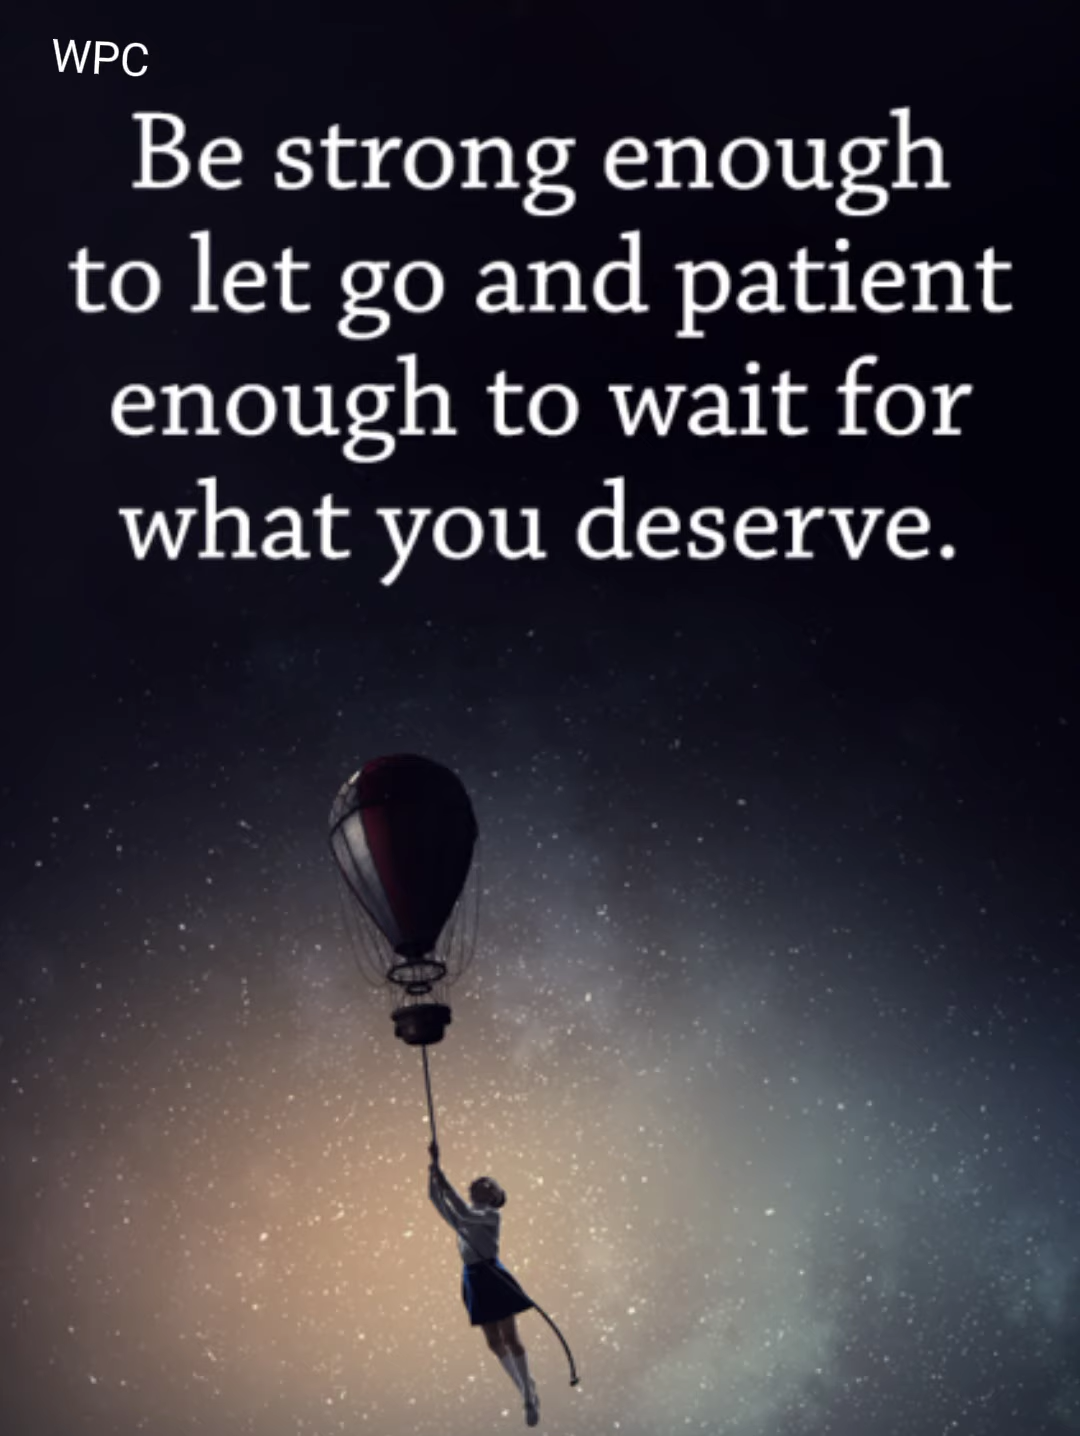 WPC
Be strong enough
to let go and patient
enough to wait for
what you deserve.